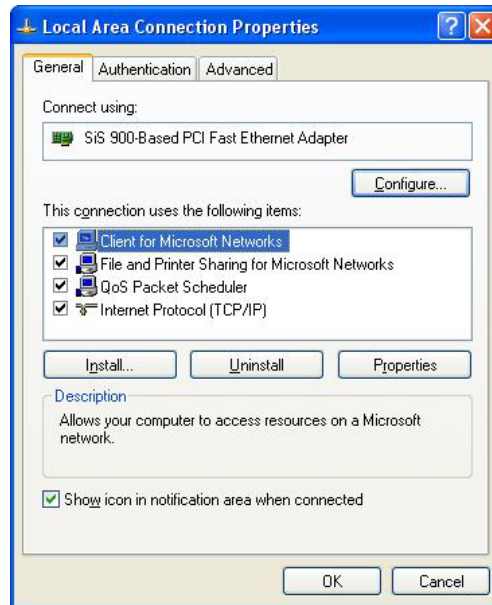 Local Area Connection Properties
General Authentication Advanced
Connect using:
SiS 900-Based PCI Fast Ethernet Adapter
Configure...
This connection uses the following items:
Client for Microsoft Networks
File and Printer Sharing for Microsoft Networks
QoS Packet Scheduler
Internet Protocol (TCP/IP)
Install... Uninstall Properties
Description
Allows your computer to access resources on a Microsoft
network.
Show icon in notification area when connected
OK Cancel